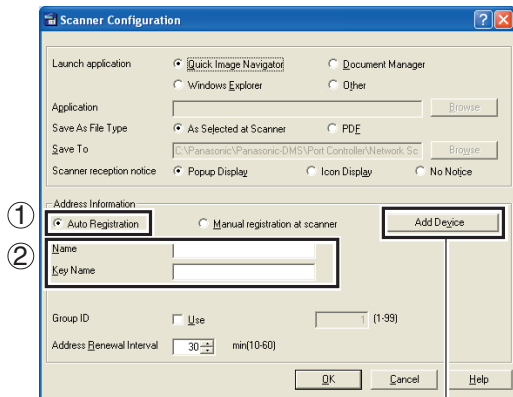 Scanner Configuration
Launch application Quick Image Navigator Document Manager
Windows Explorer Other
Application Browse
Save As File Type As Selected at Scanner PDF
Save To C:\Panasonic\Panasonic-DMS\Port Controller\Network Sc Browse
Scanner reception notice Popup Display Icon Display No Notice
Address Information
① Auto Registration Manual registration at scanner Add Device
② Name
Key Name
Group ID Use 1 (1-99)
Address Renewal Interval 30 min(10-60)
OK Cancel Help